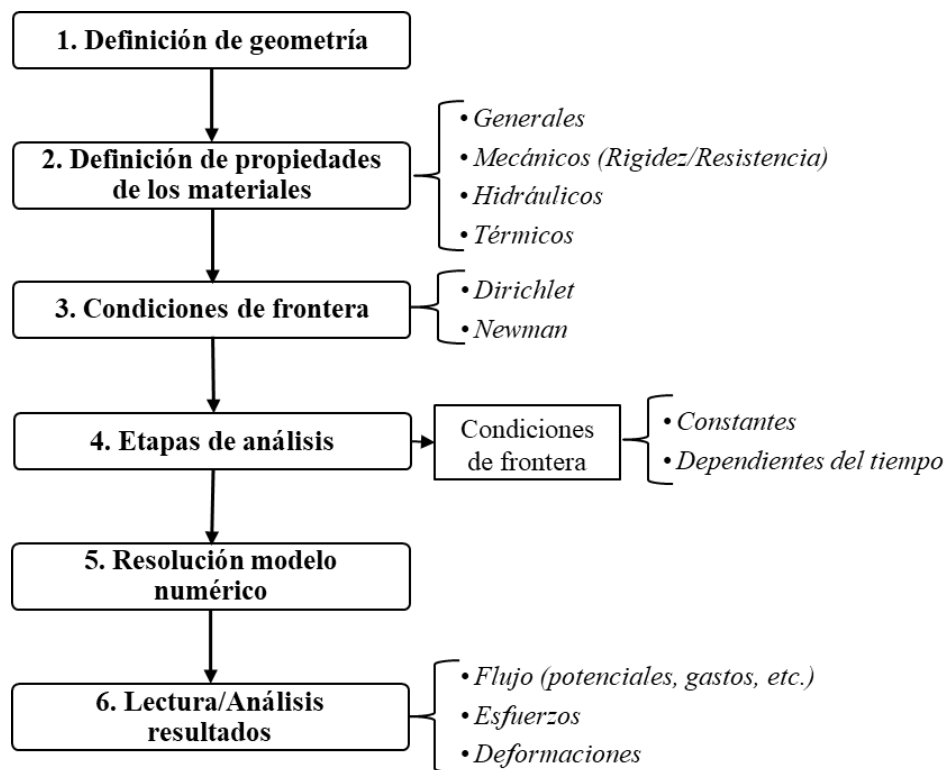 1. Definición de geometría
2. Definición de propiedades
de los materiales
• Generales
• Mecánicos (Rigidez/Resistencia)
• Hidráulicos
• Térmicos
3. Condiciones de frontera
• Dirichlet
• Newman
4. Etapas de análisis
Condiciones
de frontera
• Constantes
• Dependientes del tiempo
5. Resolución modelo
numérico
6. Lectura/Análisis
resultados
• Flujo (potenciales, gastos, etc.)
• Esfuerzos
• Deformaciones